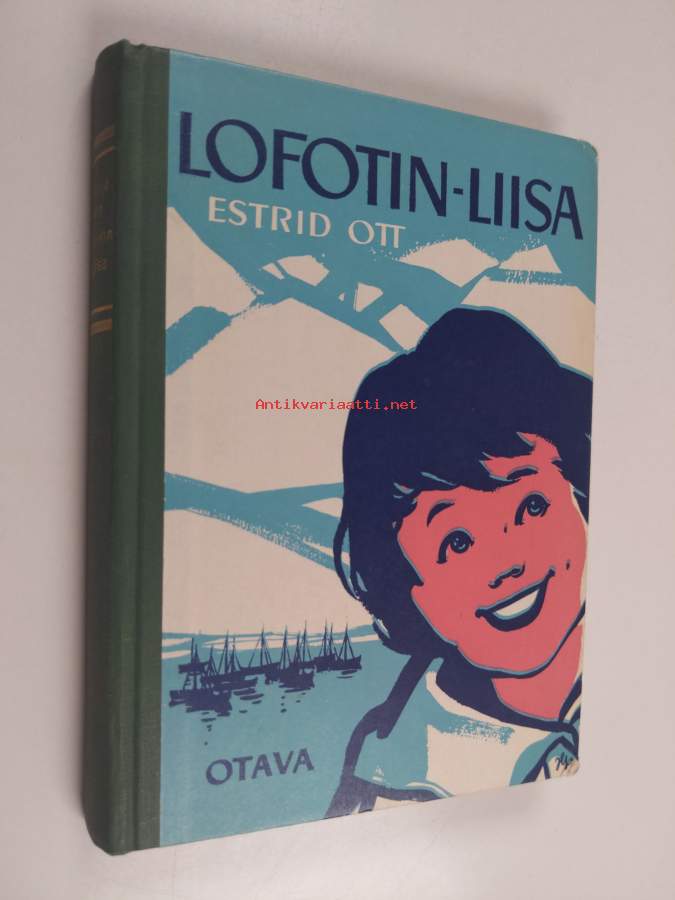 LOFOTIN-LIISA
ESTRID OTT
Antikvariaatti.net
OTAVA